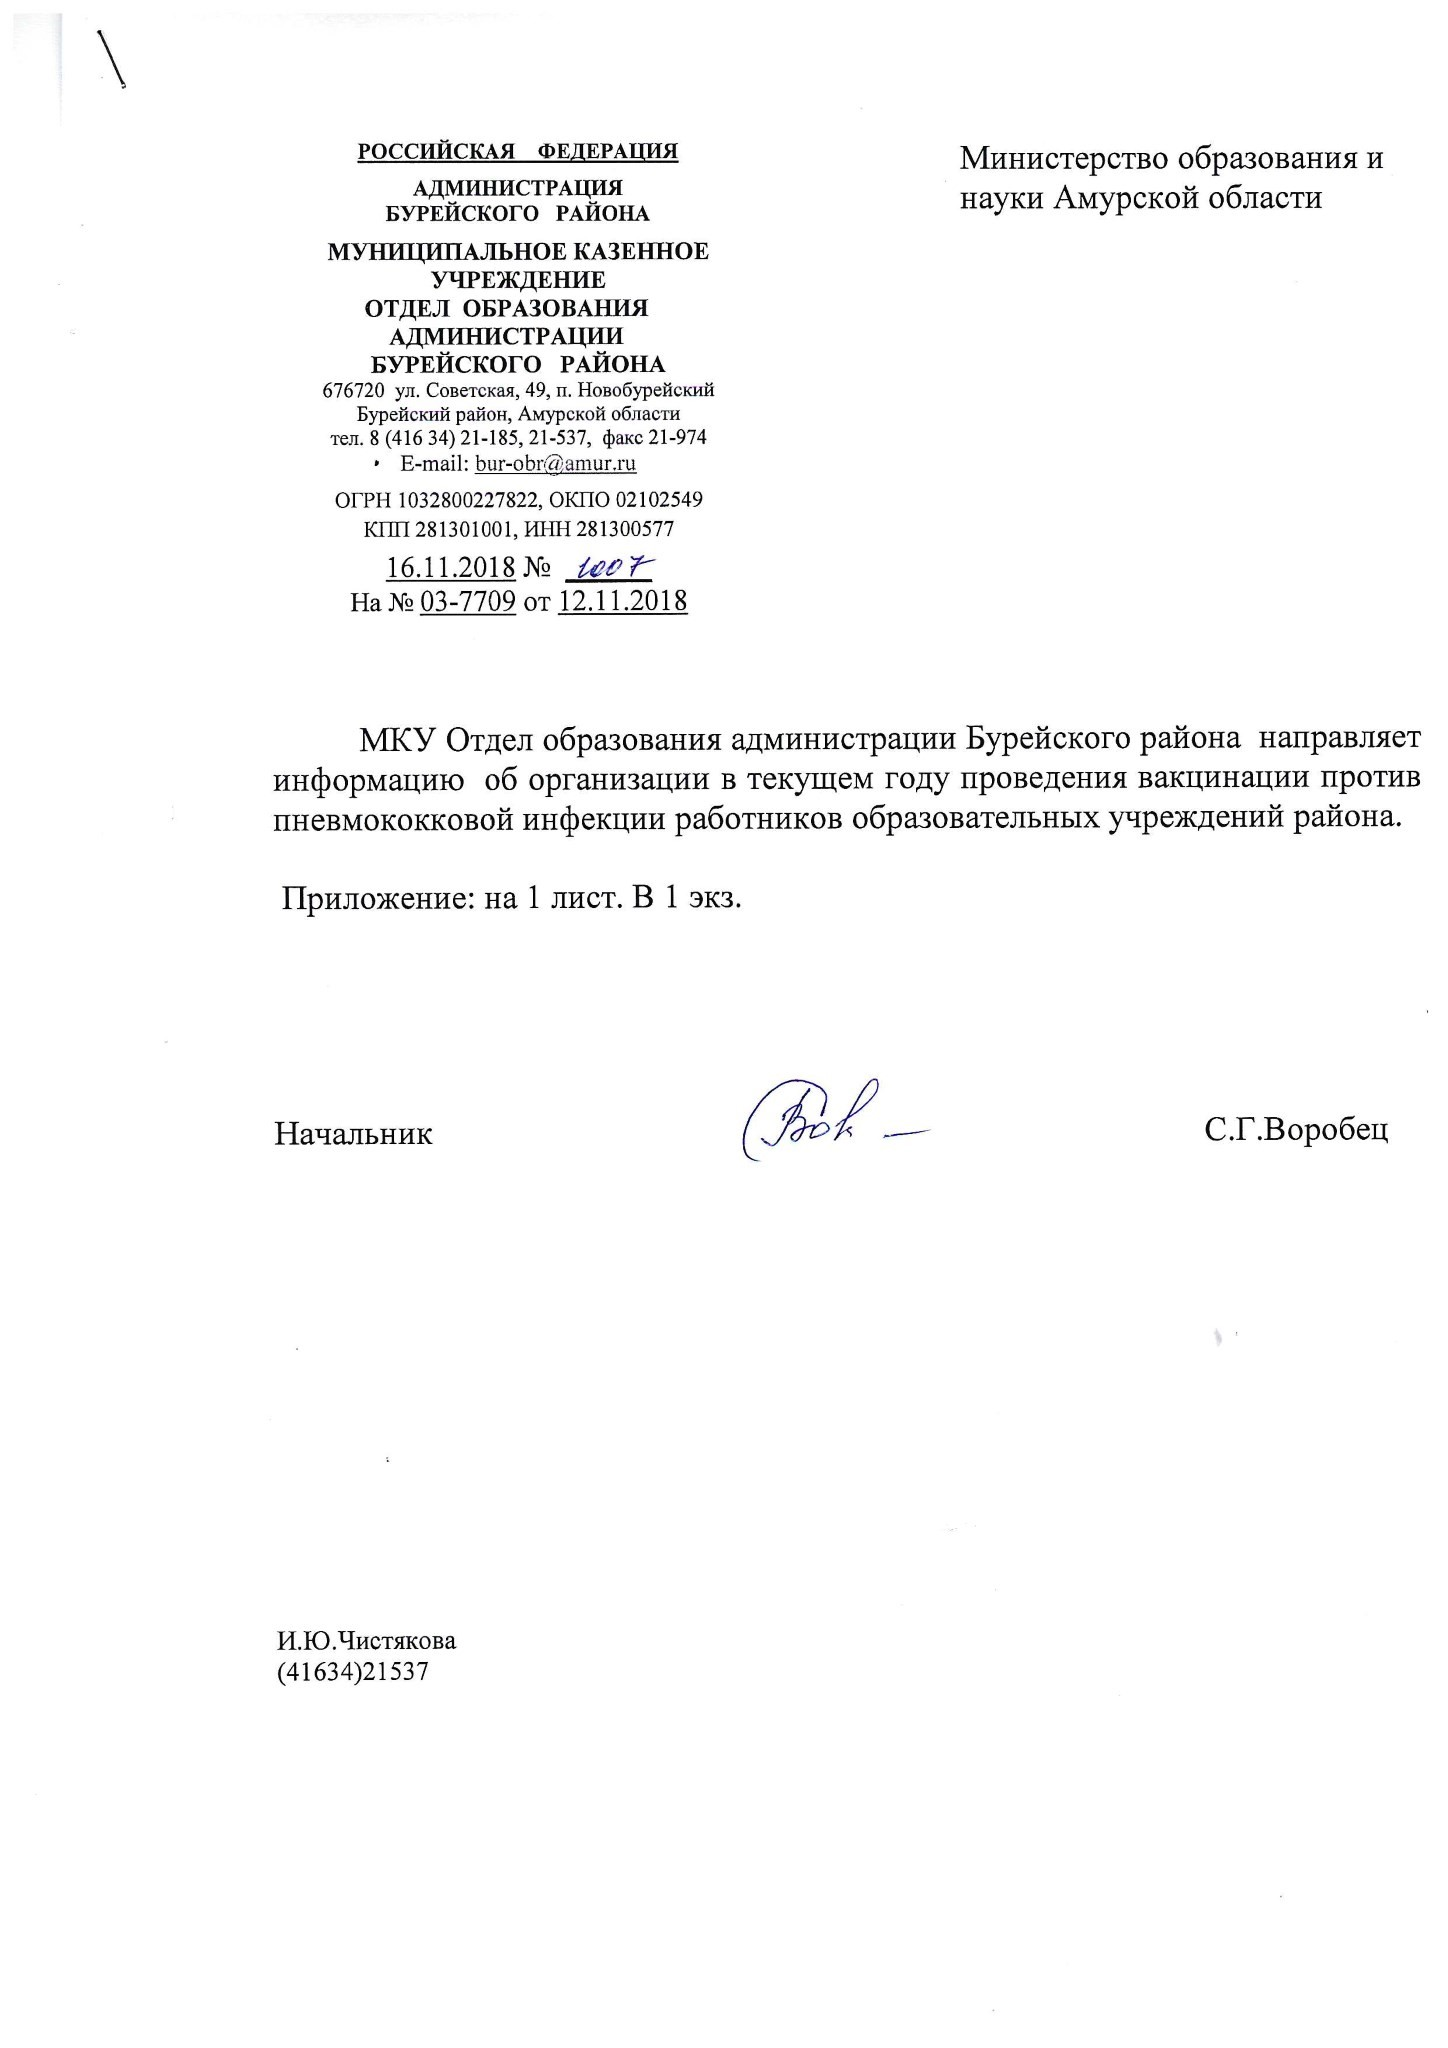 РОССИЙСКАЯ ФЕДЕРАЦИЯ
АДМИНИСТРАЦИЯ
БУРЕЙСКОГО РАЙОНА
МУНИЦИПАЛЬНОЕ КАЗЕННОЕ
УЧРЕЖДЕНИЕ
ОТДЕЛ ОБРАЗОВАНИЯ
АДМИНИСТРАЦИИ
БУРЕЙСКОГО РАЙОНА
676720 ул. Советская, 49, п. Новобурейский
Бурейский район, Амурской области
тел. 8 (416 34) 21-185, 21-537, факс 21-974
• E-mail: bur-obr@amur.ru
ОГРН 1032800227822, ОКПО 02102549
КПП 281301001, ИНН 281300577
16.11.2018 № 1007
На № 03-7709 от 12.11.2018
Министерство образования и
науки Амурской области
МКУ Отдел образования администрации Бурейского района направляет
информацию об организации в текущем году проведения вакцинации против
пневмококковой инфекции работников образовательных учреждений района.
Приложение: на 1 лист. В 1 экз.
Начальник С.Г.Воробец
И.Ю.Чистякова
(41634)21537